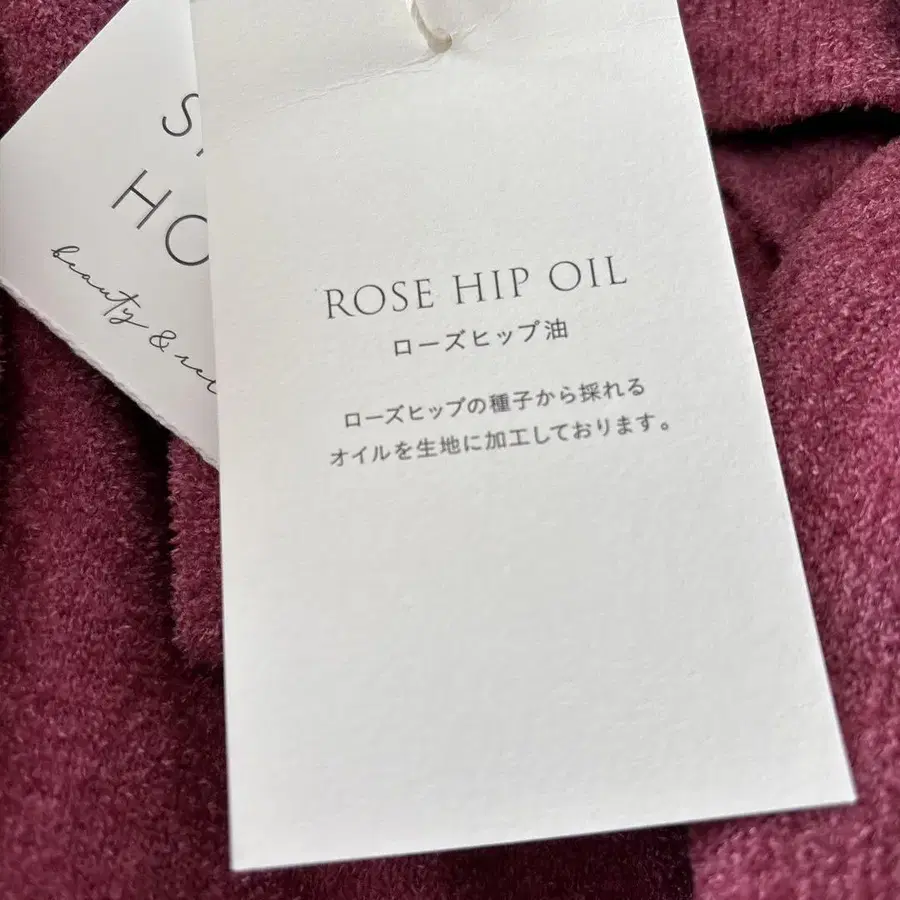 HO
beauty &
ROSE HIP OIL
ローズヒップ油
ローズヒップの種子から採れる
オイルを生地に加工しております。